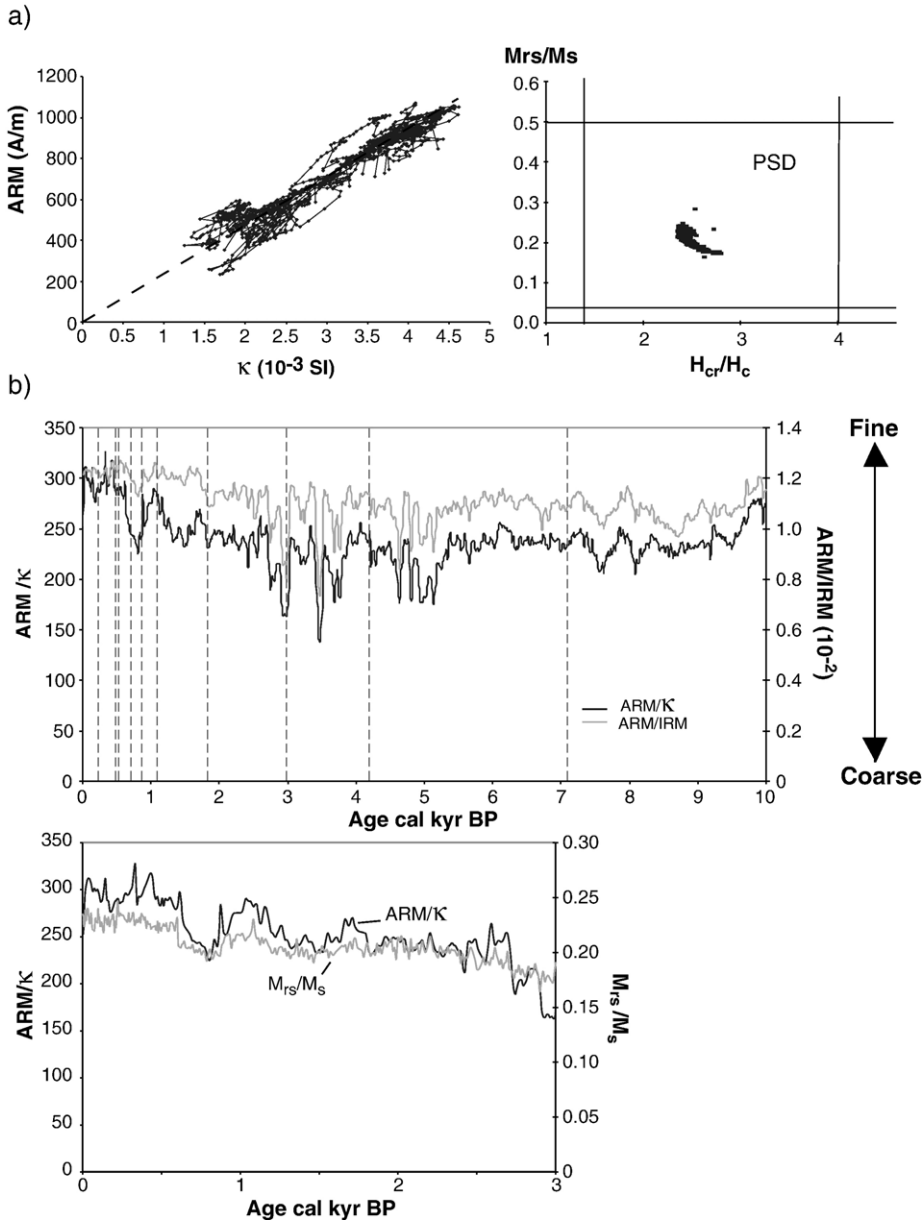 a)
ARM (A/m)
1200
1000
800
600
400
200
0
0 0.5 1 1.5 2 2.5 3 3.5 4 4.5 5
κ (10-3 SI)
Mrs/Ms
0.6
0.5
0.4
0.3
0.2
0.1
0.0
PSD
1 2 3 4
Hcr/Hc
b)
ARM /κ
350
300
250
200
150
100
50
0
0 1 2 3 4 5 6 7 8 9 10
Age cal kyr BP
ARM/κ
ARM/IRM
1.4
1.2
1.0
0.8
0.6
0.4
0.2
0
ARM/IRM (10-2)
Fine
Coarse
ARM/κ
350
300
250
200
150
100
50
0
0 1 2 3
Age cal kyr BP
ARM/κ
Mrs/Ms
0.30
0.25
0.20
0.15
0.10
0.05
0
Mrs/Ms